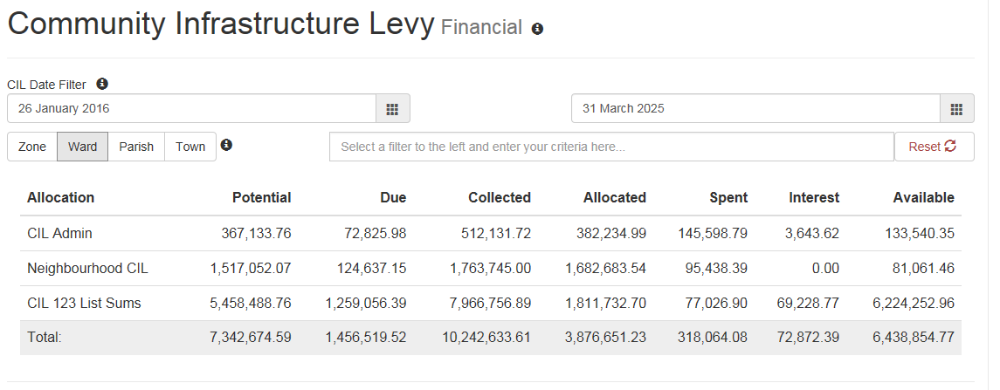 Community Infrastructure Levy Financial
CIL Date Filter
26 January 2016 31 March 2025
Zone Ward Parish Town Select a filter to the left and enter your criteria here... Reset
Allocation Potential Due Collected Allocated Spent Interest Available
CIL Admin 367,133.76 72,825.98 512,131.72 382,234.99 145,598.79 3,643.62 133,540.35
Neighbourhood CIL 1,517,052.07 124,637.15 1,763,745.00 1,682,683.54 95,438.39 0.00 81,061.46
CIL 123 List Sums 5,458,488.76 1,259,056.39 7,966,756.89 1,811,732.70 77,026.90 69,228.77 6,224,252.96
Total: 7,342,674.59 1,456,519.52 10,242,633.61 3,876,651.23 318,064.08 72,872.39 6,438,854.77